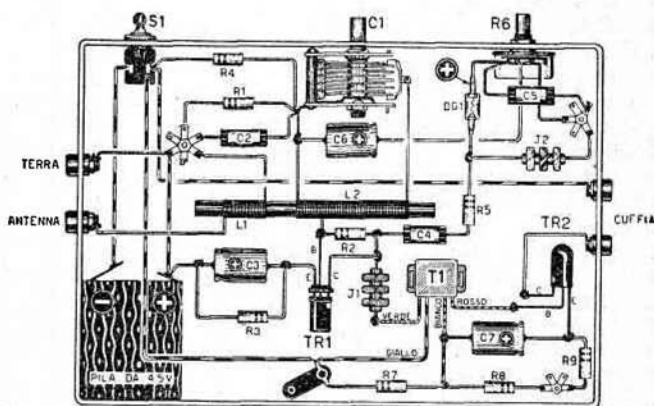 S1
C1
R6
R4
R1
C2
C6
DG1
C5
J2
TERRA
ANTENNA
L1
L2
R5
CUFFIA
B
R2
C4
TR2
C3
E
C
J1
T1
C
E
B
R3
TR1
VERDE
BIANCO
ROSSO
C7
R9
GIALLO
PILA DA 4,5V
R7
R8